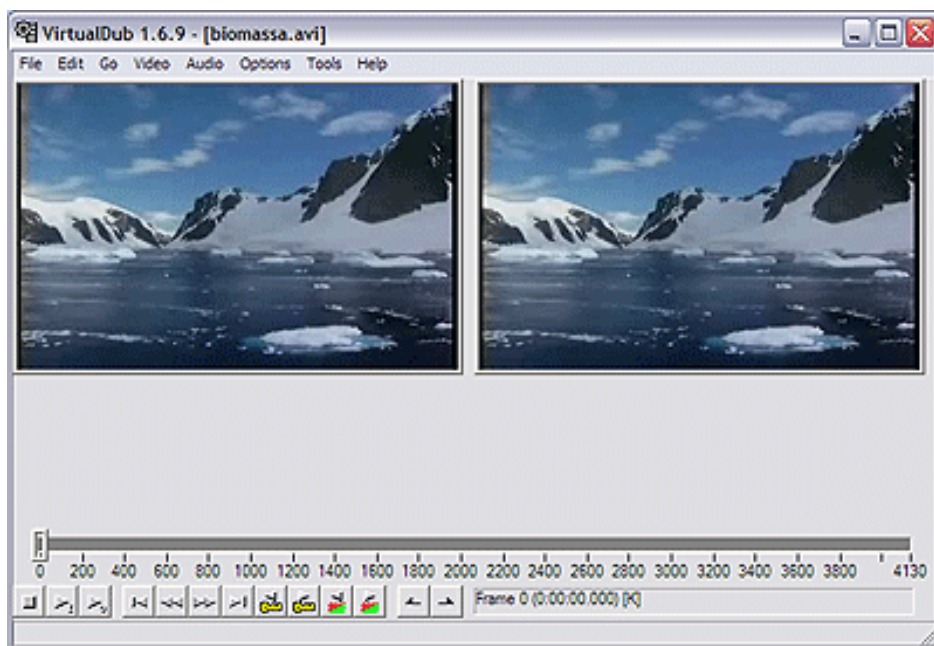 VirtualDub 1.6.9 - [biomassa.avi]
File Edit Go Video Audio Options Tools Help
0 200 400 600 800 1000 1200 1400 1600 1800 2000 2200 2400 2600 2800 3000 3200 3400 3600 3800 4130
Frame 0 (0:00:00.000) [K]